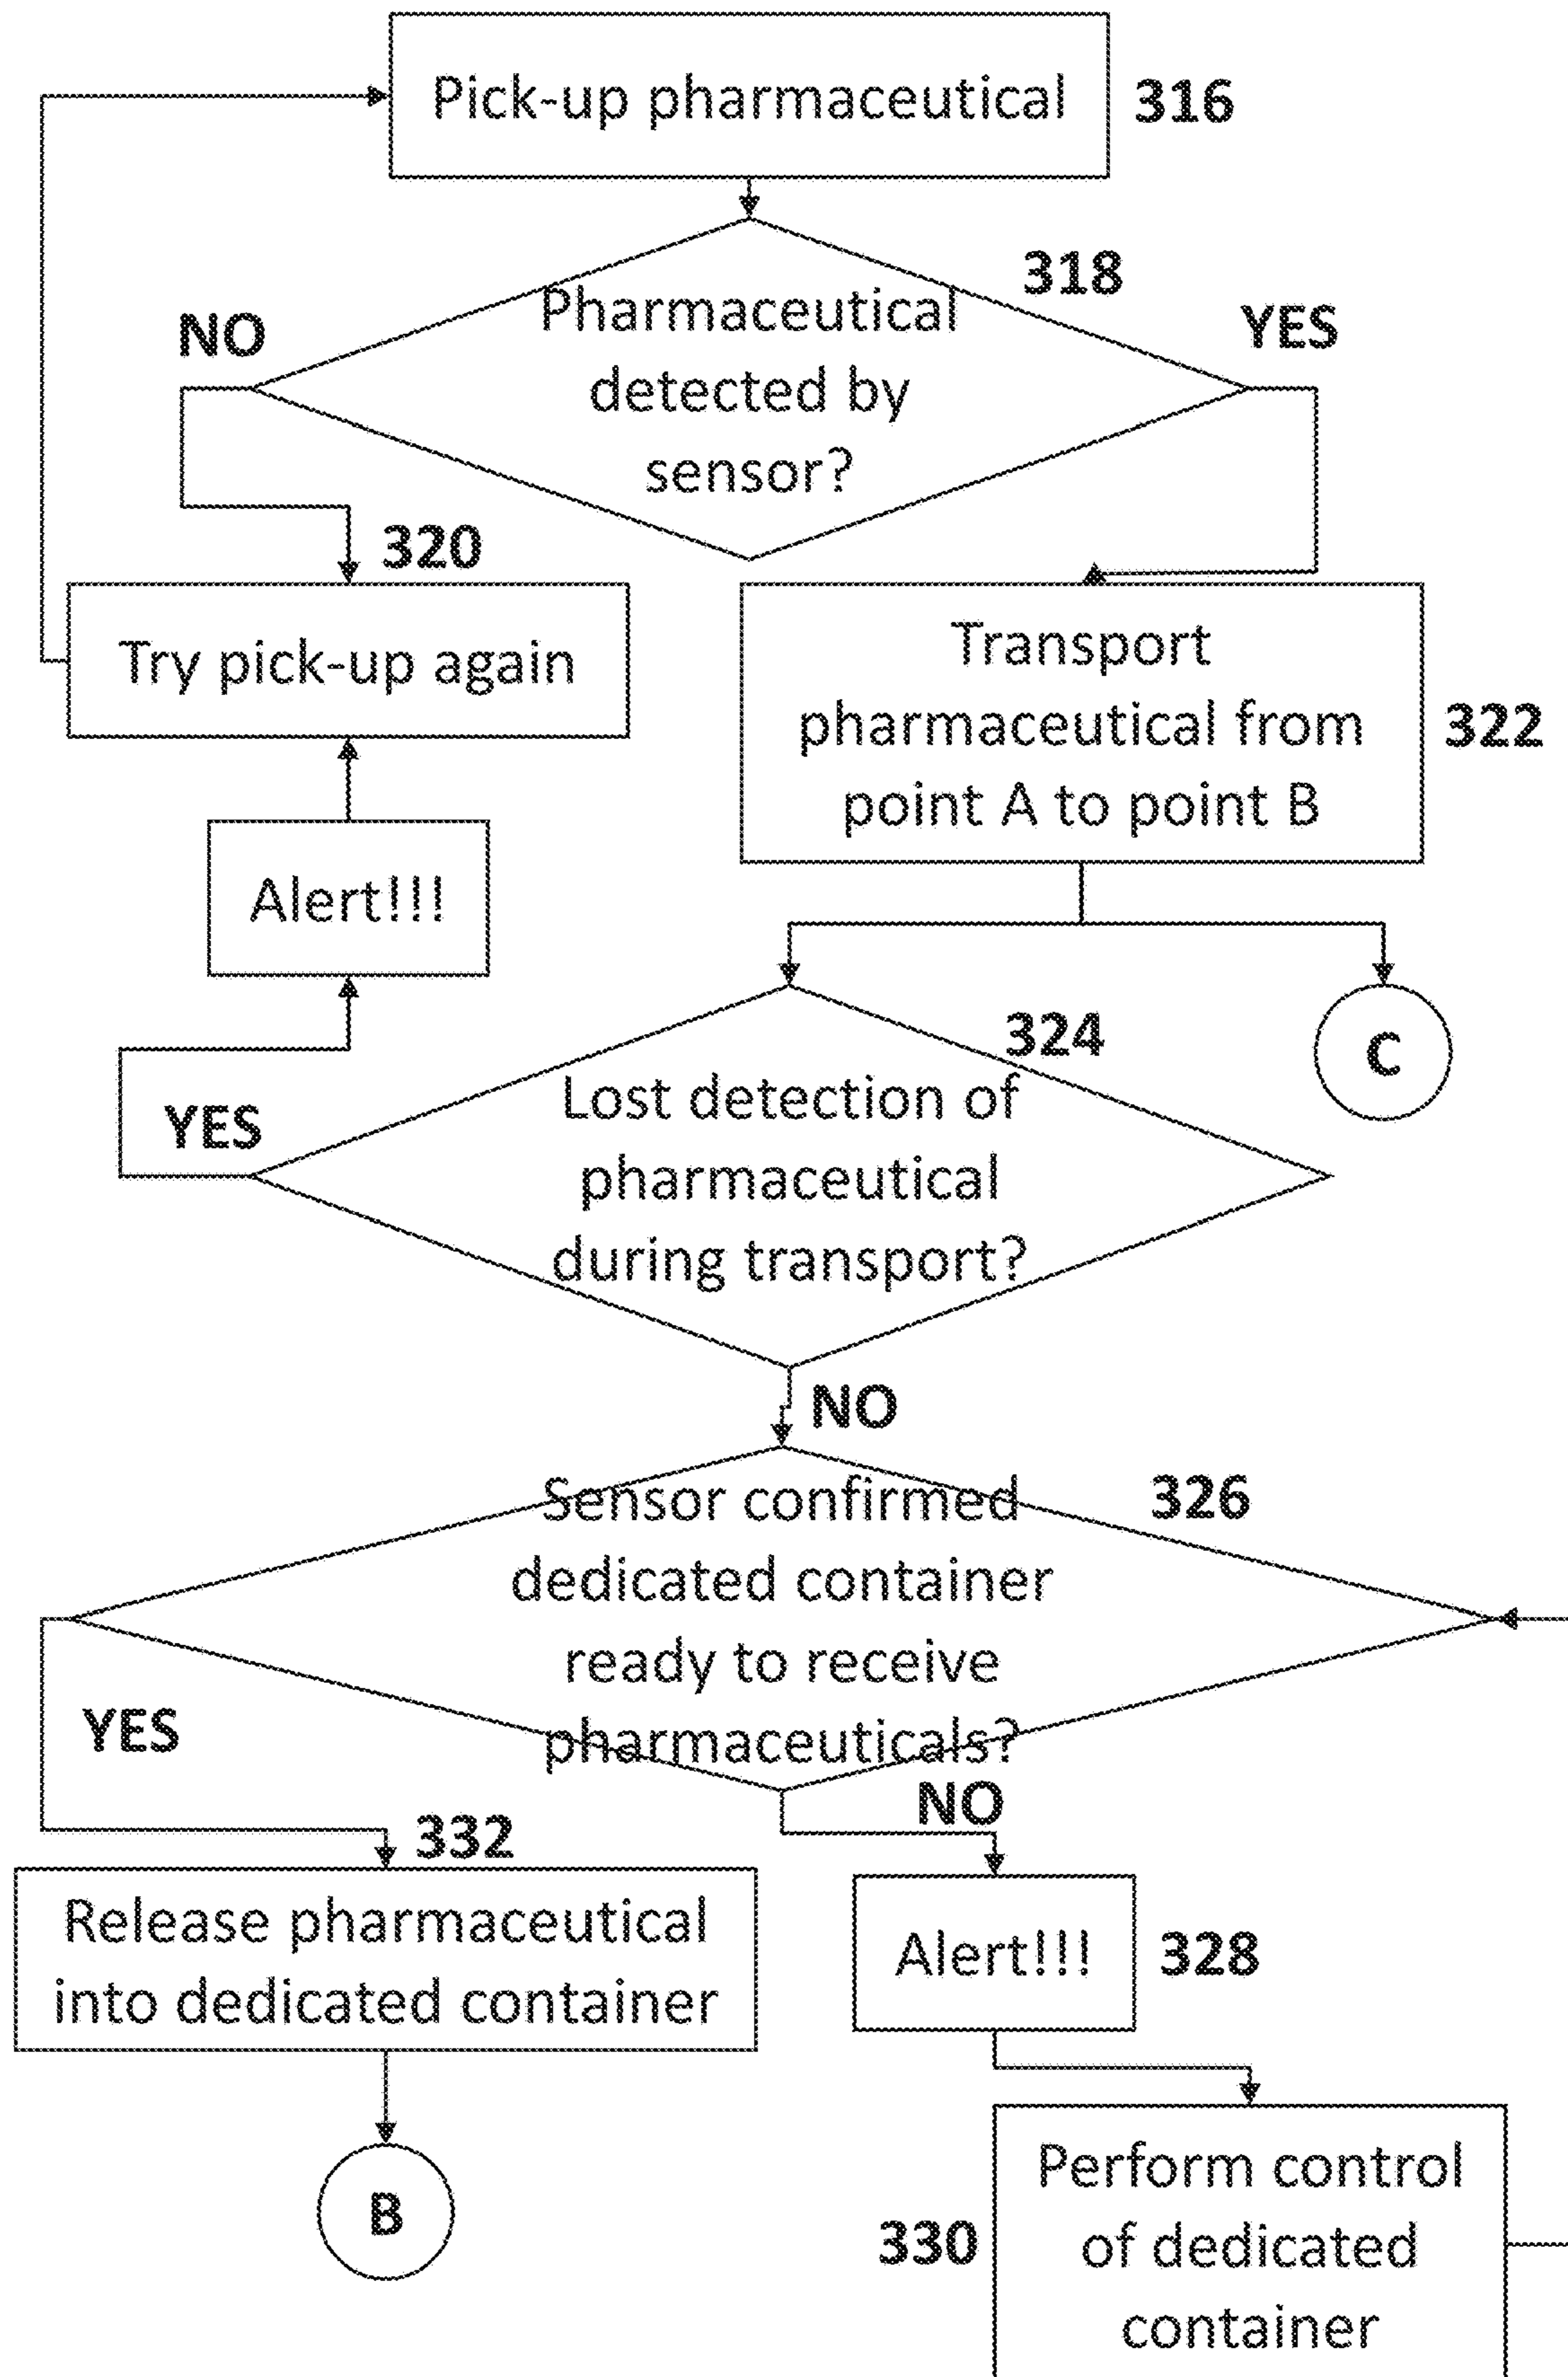 Pick-up pharmaceutical
316
318
Pharmaceutical
detected by
sensor?
NO
YES
320
Try pick-up again
Transport
pharmaceutical from
point A to point B
322
Alert!!!
324
Lost detection of
pharmaceutical
during transport?
C
YES
NO
326
Sensor confirmed
dedicated container
ready to receive
pharmaceuticals?
YES
NO
332
Release pharmaceutical
into dedicated container
Alert!!!
328
B
330
Perform control
of dedicated
container